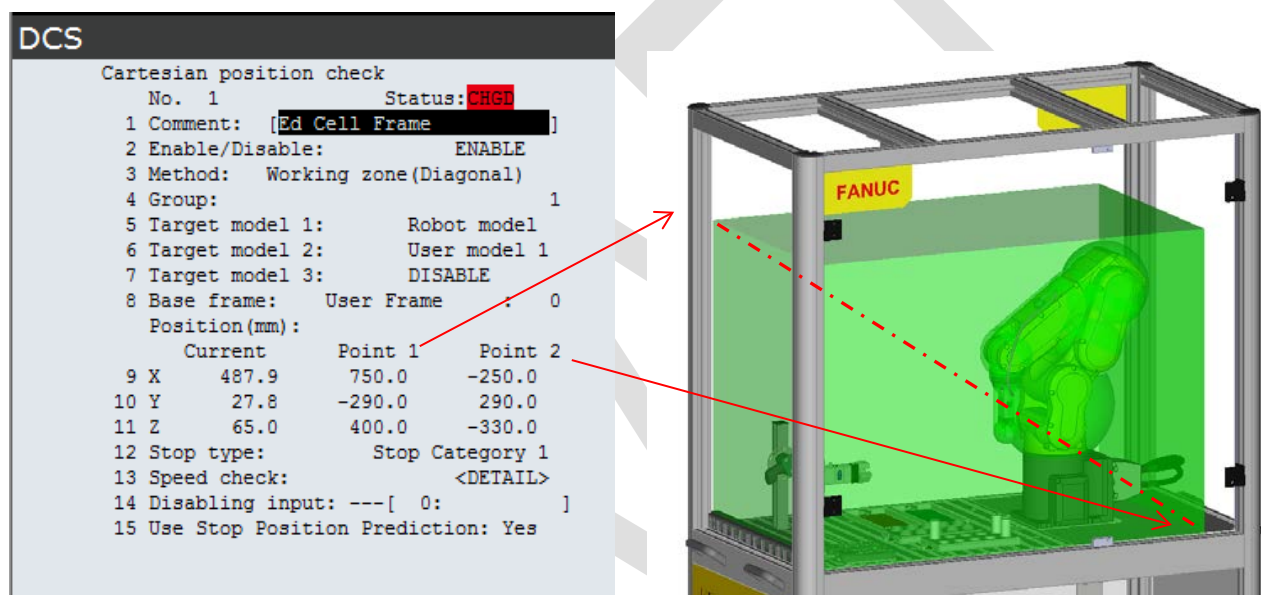 DCS
Cartesian position check
No. 1 Status:CHGD
1 Comment: [Ed Cell Frame ]
2 Enable/Disable: ENABLE
3 Method: Working zone(Diagonal)
4 Group: 1
5 Target model 1: Robot model
6 Target model 2: User model 1
7 Target model 3: DISABLE
8 Base frame: User Frame : 0
Position(mm):
Current Point 1 Point 2
9 X 487.9 750.0 -250.0
10 Y 27.8 -290.0 290.0
11 Z 65.0 400.0 -330.0
12 Stop type: Stop Category 1
13 Speed check: <DETAIL>
14 Disabling input: ---[ 0: ]
15 Use Stop Position Prediction: Yes
FANUC